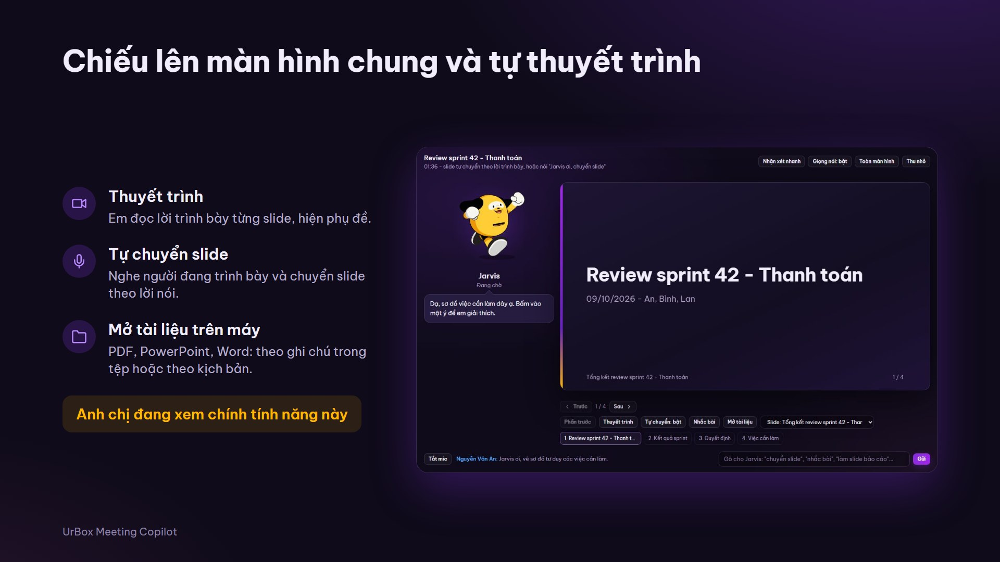 Chiếu lên màn hình chung và tự thuyết trình
Thuyết trình
Em đọc lời trình bày từng slide, hiện phụ đề.
Tự chuyển slide
Nghe người đang trình bày và chuyển slide
theo lời nói.
Mở tài liệu trên máy
PDF, PowerPoint, Word: theo ghi chú trong
tệp hoặc theo kịch bản.
Anh chị đang xem chính tính năng này
Review sprint 42 - Thanh toán
01:36 - slide tự chuyển theo lời trình bày, hoặc nói "Jarvis ơi, chuyển slide"
Nhận xét nhanh
Giọng nói: bật
Toàn màn hình
Thu nhỏ
Jarvis
Đang chờ
Dạ, sơ đồ việc cần làm đây ạ. Bấm vào
một ý để em giải thích.
Review sprint 42 - Thanh toán
09/10/2026 - An, Bình, Lan
Tổng kết review sprint 42 - Thanh toán
1 / 4
Trước
1 / 4
Sau
Phần trước
Thuyết trình
Tự chuyển: bật
Nhắc bài
Mở tài liệu
Slide: Tổng kết review sprint 42 - Thar
1. Review sprint 42 - Thanh t...
2. Kết quả sprint
3. Quyết định
4. Việc cần làm
Tắt mic
Nguyễn Văn An: Jarvis ơi, vẽ sơ đồ tư duy các việc cần làm.
Gõ cho Jarvis: "chuyển slide", "nhắc bài", "làm slide báo cáo"...
Gửi
UrBox Meeting Copilot